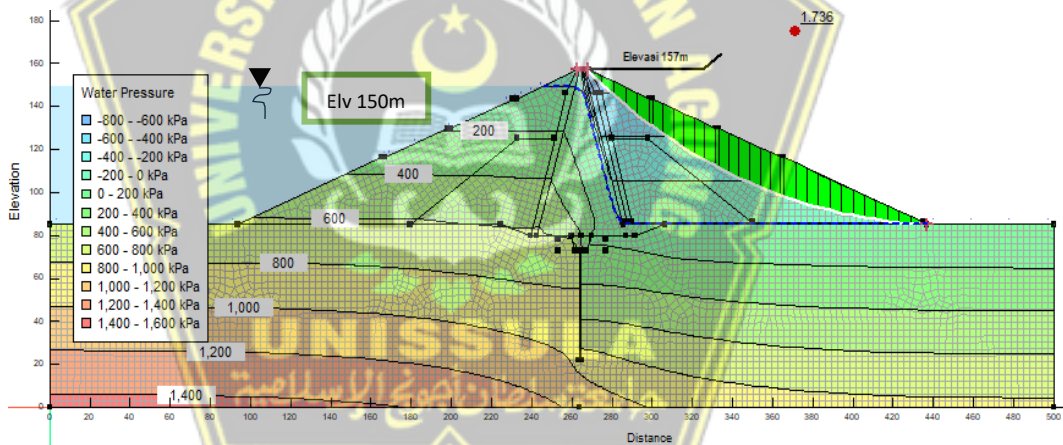 1.736
Elevasi 157m
Elv 150m
Water Pressure
-800 - -600 kPa
-600 - -400 kPa
-400 - -200 kPa
-200 - 0 kPa
0 - 200 kPa
200 - 400 kPa
400 - 600 kPa
600 - 800 kPa
800 - 1,000 kPa
1,000 - 1,200 kPa
1,200 - 1,400 kPa
1,400 - 1,600 kPa
200
400
600
800
1,000
1,200
1,400
Elevation
180
160
140
120
100
80
60
40
20
0
0 20 40 60 80 100 120 140 160 180 200 220 240 260 280 300 320 340 360 380 400 420 440 460 480 500
Distance
UNISSULA